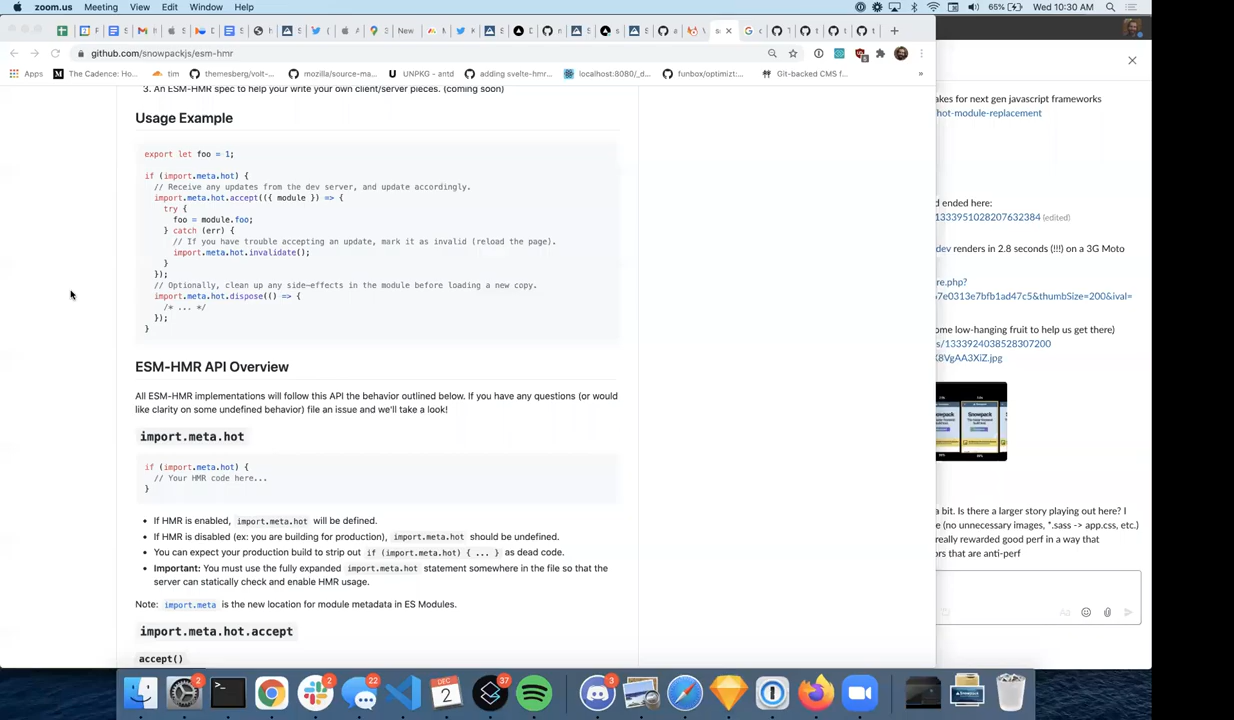 zoom.us Meeting View Edit Window Help 65% Wed 10:30 AM
New
github.com/snowpackjs/esm-hmr
Apps The Cadence: Ho... tim themesberg/volt-... mozilla/source-ma... UNPKG - antd adding svelte-hmr... localhost:8080/_d... funbox/optimizt:... Git-backed CMS f... »
3. An ESM-HMR spec to help your write your own client/server pieces. (coming soon)
Usage Example
export let foo = 1;
if (import.meta.hot) {
// Receive any updates from the dev server, and update accordingly.
import.meta.hot.accept(({ module }) => {
try {
foo = module.foo;
} catch (err) {
// If you have trouble accepting an update, mark it as invalid (reload the page).
import.meta.hot.invalidate();
}
});
// Optionally, clean up any side-effects in the module before loading a new copy.
import.meta.hot.dispose(() => {
/* ... */
});
}
ESM-HMR API Overview
All ESM-HMR implementations will follow this API the behavior outlined below. If you have any questions (or would
like clarity on some undefined behavior) file an issue and we'll take a look!
import.meta.hot
if (import.meta.hot) {
// Your HMR code here...
}
• If HMR is enabled, import.meta.hot will be defined.
• If HMR is disabled (ex: you are building for production), import.meta.hot should be undefined.
• You can expect your production build to strip out if (import.meta.hot) { ... } as dead code.
• Important: You must use the fully expanded import.meta.hot statement somewhere in the file so that the
server can statically check and enable HMR usage.
Note: import.meta is the new location for module metadata in ES Modules.
import.meta.hot.accept
accept()
akes for next gen javascript frameworks
hot-module-replacement
d ended here:
1333951028207632384 (edited)
dev renders in 2.8 seconds (!!!) on a 3G Moto
re.php?
b7e0313e7bfb1ad47c5&thumbSize=200&ival=
ome low-hanging fruit to help us get there)
s/1333924038528307200
X8VgAA3XiZ.jpg
Snowpack
a bit. Is there a larger story playing out here? I
e (no unnecessary images, *.sass -> app.css, etc.)
really rewarded good perf in a way that
ors that are anti-perf
Aa
2 2 22 DEC 2 37 3